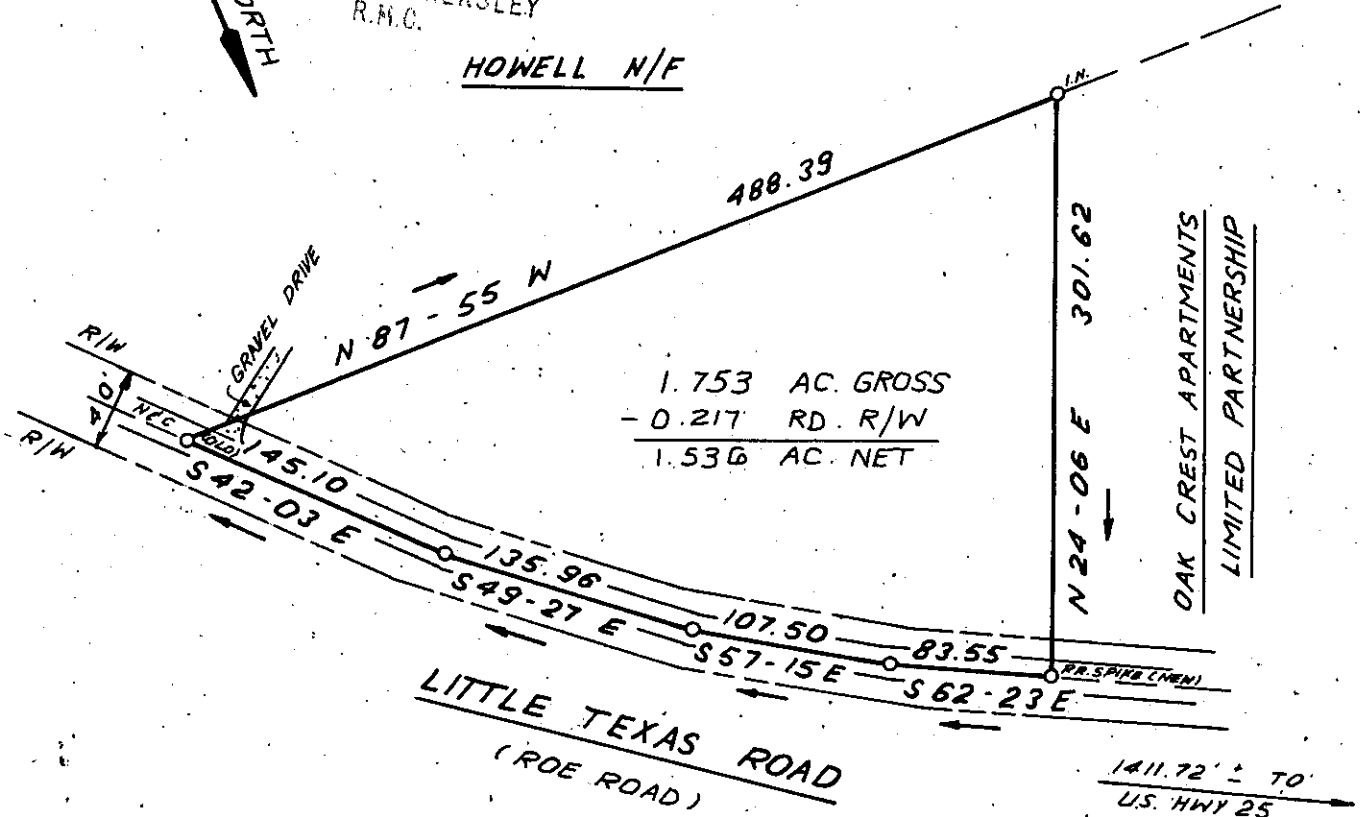 R.M.C.
HOWELL N/F
I.N.
488.39
N 87-55 W
GRAVEL DRIVE
R/W
40'
R/W
N&C
(OLD)
145.10
S 42-03 E
135.96
S 49-27 E
107.50
S 57-15 E
83.55
S 62-23 E
RR. SPIKE (NEW)
301.62
N 24-06 E
OAK CREST APARTMENTS
LIMITED PARTNERSHIP
1.753 AC. GROSS
- 0.217 RD. R/W
1.536 AC. NET
LITTLE TEXAS ROAD
(ROE ROAD)
1411.72' ± TO
U.S. HWY 25